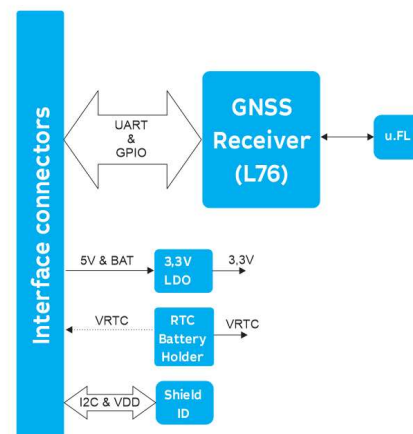 Interface connectors
UART
&
GPIO
GNSS
Receiver
(L76)
u.FL
5V & BAT
3,3V
LDO
3,3V
VRTC
RTC
Battery
Holder
VRTC
I2C & VDD
Shield
ID